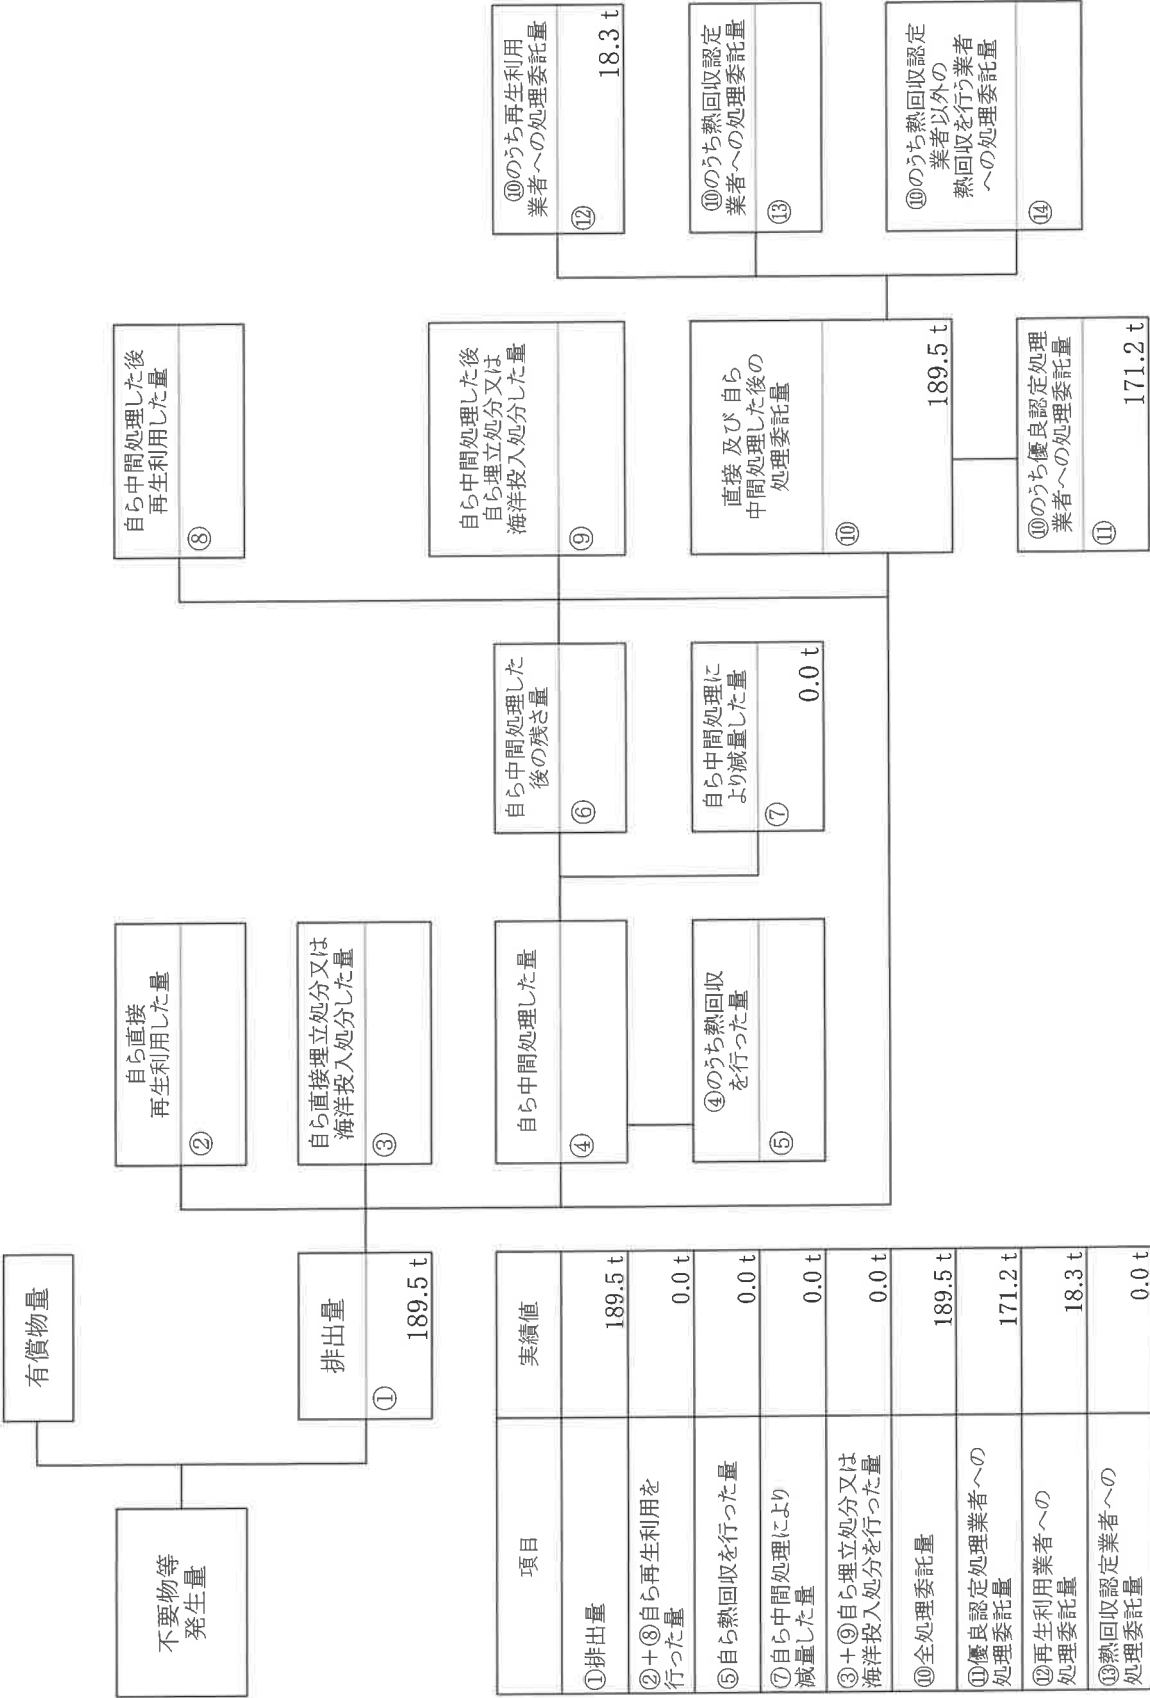 不要物等
発生量
有償物量
排出量
①
189.5 t
自ら直接
再生利用した量
②
自ら直接埋立処分又は
海洋投入処分した量
③
自ら中間処理した量
④
④のうち熱回収
を行った量
⑤
自ら中間処理した
後の残さ量
⑥
自ら中間処理に
より減量した量
⑦
0.0 t
自ら中間処理した後
再生利用した量
⑧
自ら中間処理した後
自ら埋立処分又は
海洋投入処分した量
⑨
直接 及び 自ら
中間処理した後の
処理委託量
⑩
189.5 t
⑩のうち優良認定処理
業者への処理委託量
⑪
171.2 t
⑩のうち再生利用
業者への処理委託量
⑫
18.3 t
⑩のうち熱回収認定
業者への処理委託量
⑬
⑩のうち熱回収認定
業者以外の
熱回収を行う業者
への処理委託量
⑭
項目 実績値
①排出量 189.5 t
②+⑧自ら再生利用を
行った量 0.0 t
⑤自ら熱回収を行った量 0.0 t
⑦自ら中間処理により
減量した量 0.0 t
③+⑨自ら埋立処分又は
海洋投入処分を行った量 0.0 t
⑩全処理委託量 189.5 t
⑪優良認定処理業者への
処理委託量 171.2 t
⑫再生利用業者への
処理委託量 18.3 t
⑬熱回収認定業者への
処理委託量 0.0 t